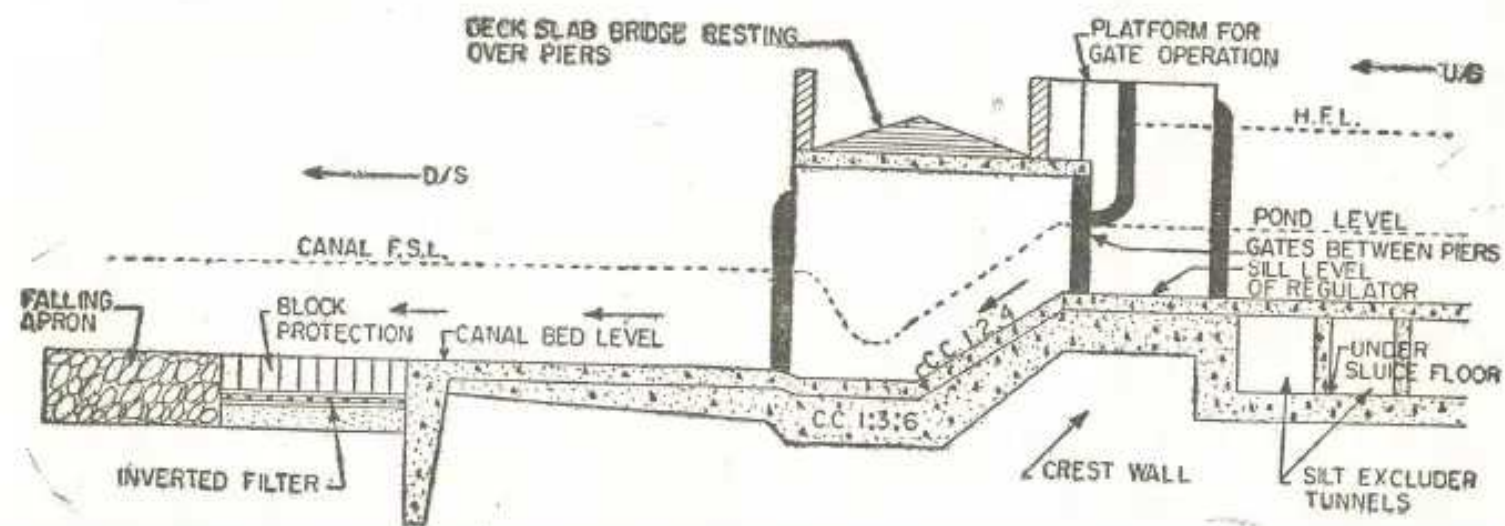 DECK SLAB BRIDGE RESTING
OVER PIERS
PLATFORM FOR
GATE OPERATION
U/S
H.F.L.
D/S
CANAL F.S.L.
POND LEVEL
GATES BETWEEN PIERS
SILL LEVEL
OF REGULATOR
FALLING
APRON
BLOCK
PROTECTION
CANAL BED LEVEL
C C 1:2:4
UNDER
SLUICE FLOOR
C C 1:3:6
INVERTED FILTER
CREST WALL
SILT EXCLUDER
TUNNELS